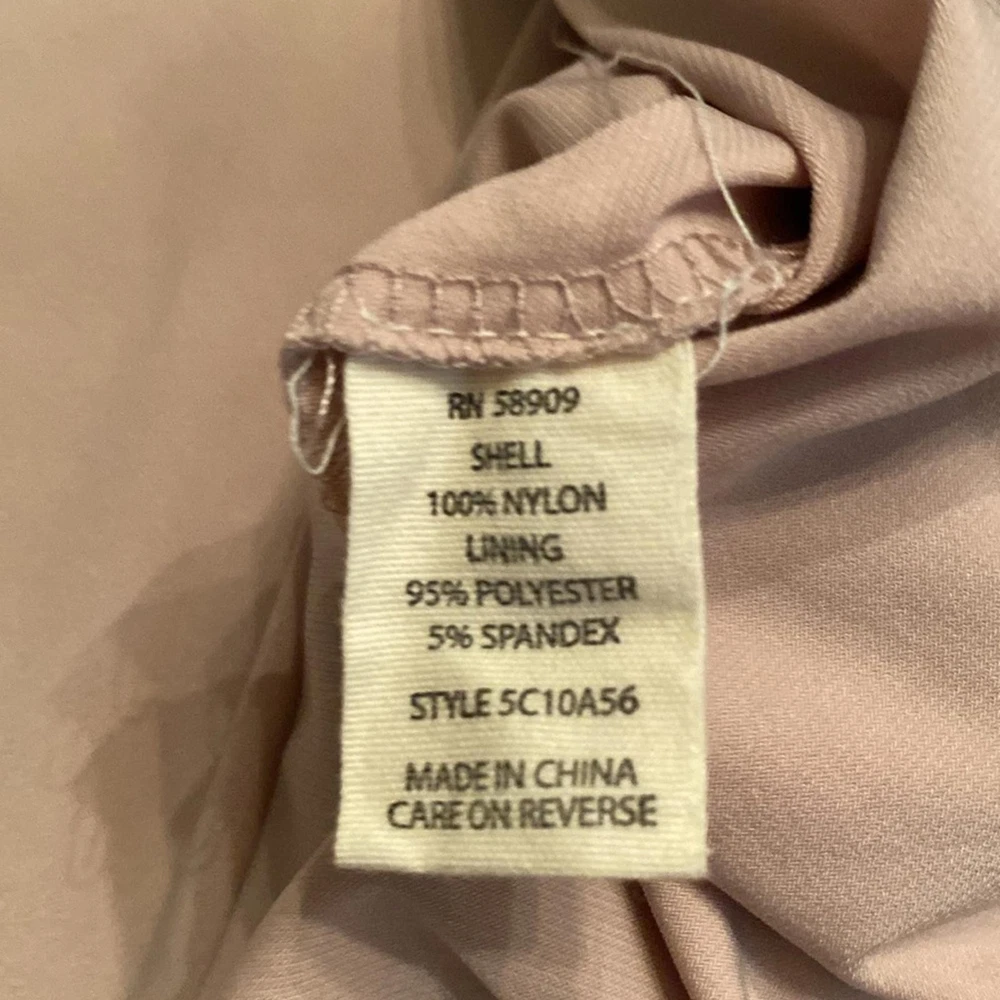 RN 58909
SHELL
100% NYLON
LINING
95% POLYESTER
5% SPANDEX
STYLE 5C10A56
MADE IN CHINA
CARE ON REVERSE